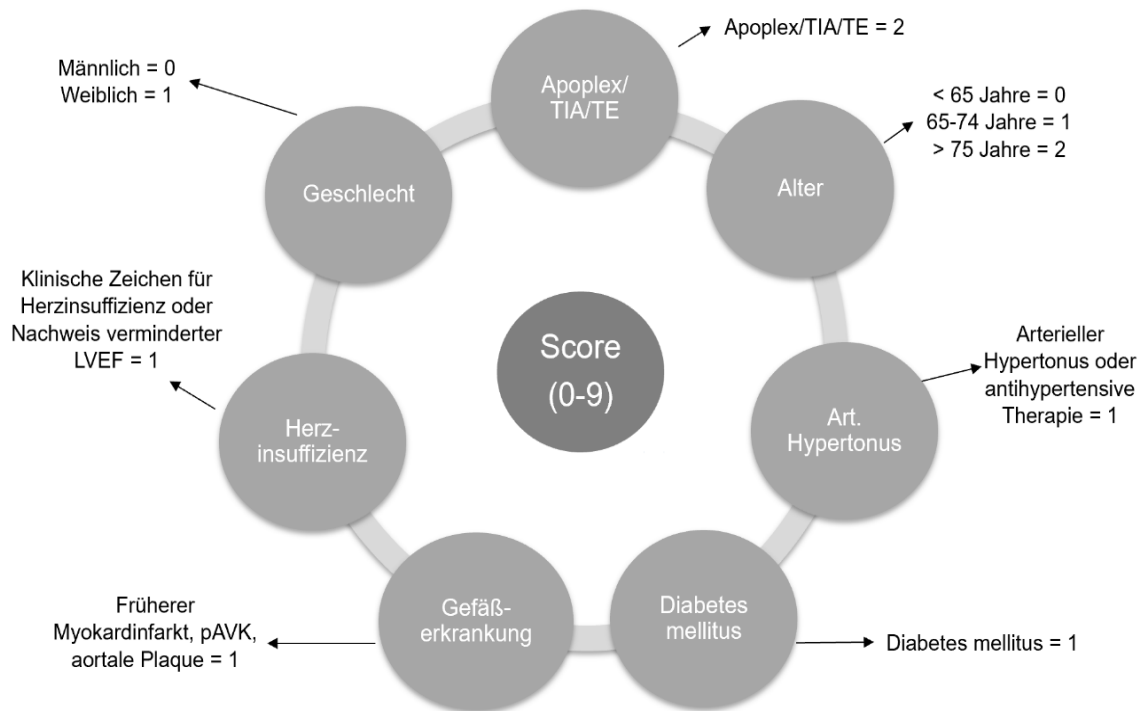 Apoplex/TIA/TE = 2
Apoplex/
TIA/TE
Männlich = 0
Weiblich = 1
Geschlecht
< 65 Jahre = 0
65-74 Jahre = 1
> 75 Jahre = 2
Alter
Klinische Zeichen für
Herzinsuffizienz oder
Nachweis verminderter
LVEF = 1
Herz-
insuffizienz
Score
(0-9)
Arterieller
Hypertonus oder
antihypertensive
Therapie = 1
Art.
Hypertonus
Früherer
Myokardinfarkt, pAVK,
aortale Plaque = 1
Gefäß-
erkrankung
Diabetes
mellitus
Diabetes mellitus = 1